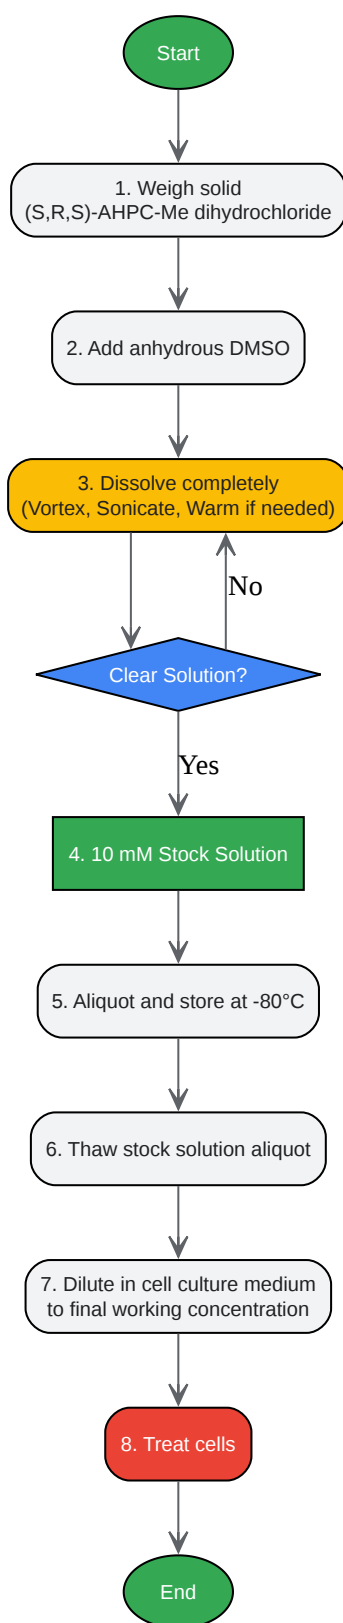 Start
1. Weigh solid
(S,R,S)-AHPC-Me dihydrochloride
2. Add anhydrous DMSO
3. Dissolve completely
(Vortex, Sonicate, Warm if needed)
No
Clear Solution?
Yes
4. 10 mM Stock Solution
5. Aliquot and store at -80°C
6. Thaw stock solution aliquot
7. Dilute in cell culture medium
to final working concentration
8. Treat cells
End